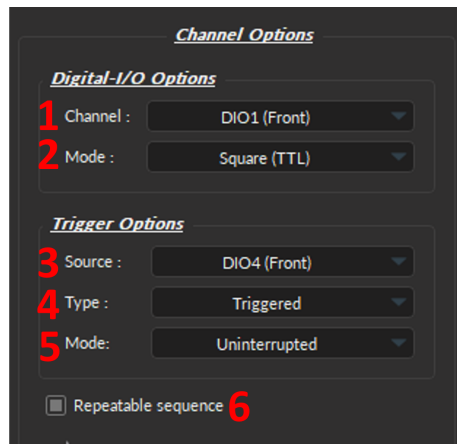 Channel Options
Digital-I/O Options
1 Channel : DIO1 (Front)
2 Mode : Square (TTL)
Trigger Options
3 Source : DIO4 (Front)
4 Type : Triggered
5 Mode: Uninterrupted
Repeatable sequence 6